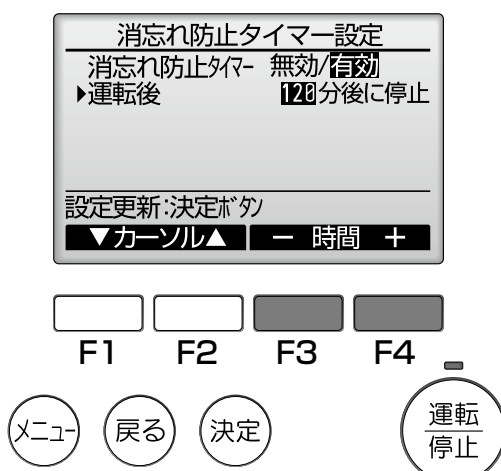 消忘れ防止タイマー設定
消忘れ防止ﾀｲﾏｰ 無効/有効
▶運転後 120分後に停止
設定更新:決定ﾎﾞﾀﾝ
▼カーソル▲ − 時間 +
F1 F2 F3 F4
メニュー 戻る 決定 運転
停止